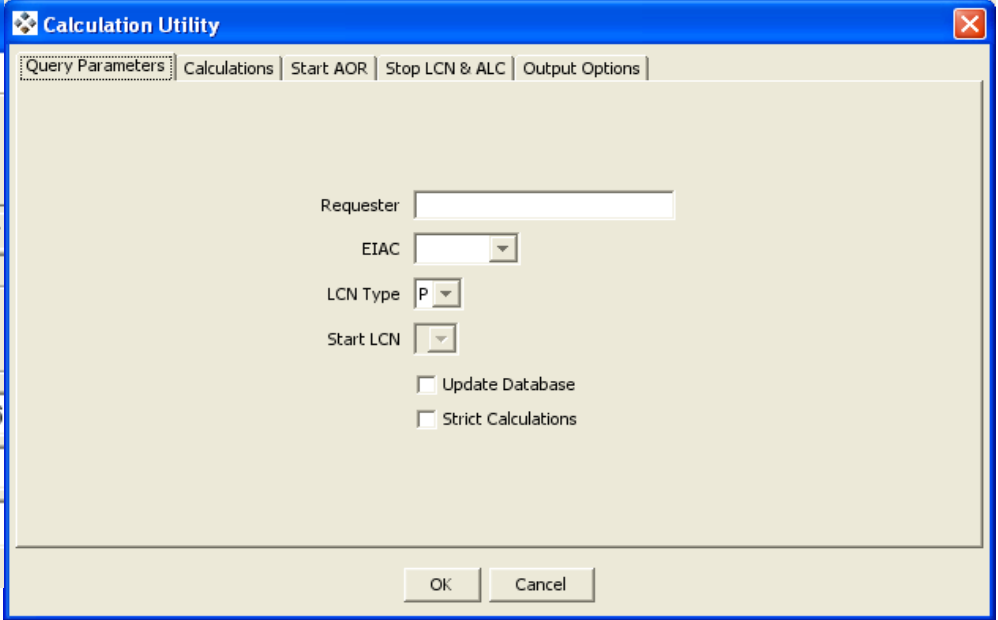 Calculation Utility
Query Parameters Calculations Start AOR Stop LCN & ALC Output Options
Requester
EIAC
LCN Type P
Start LCN
Update Database
Strict Calculations
OK Cancel